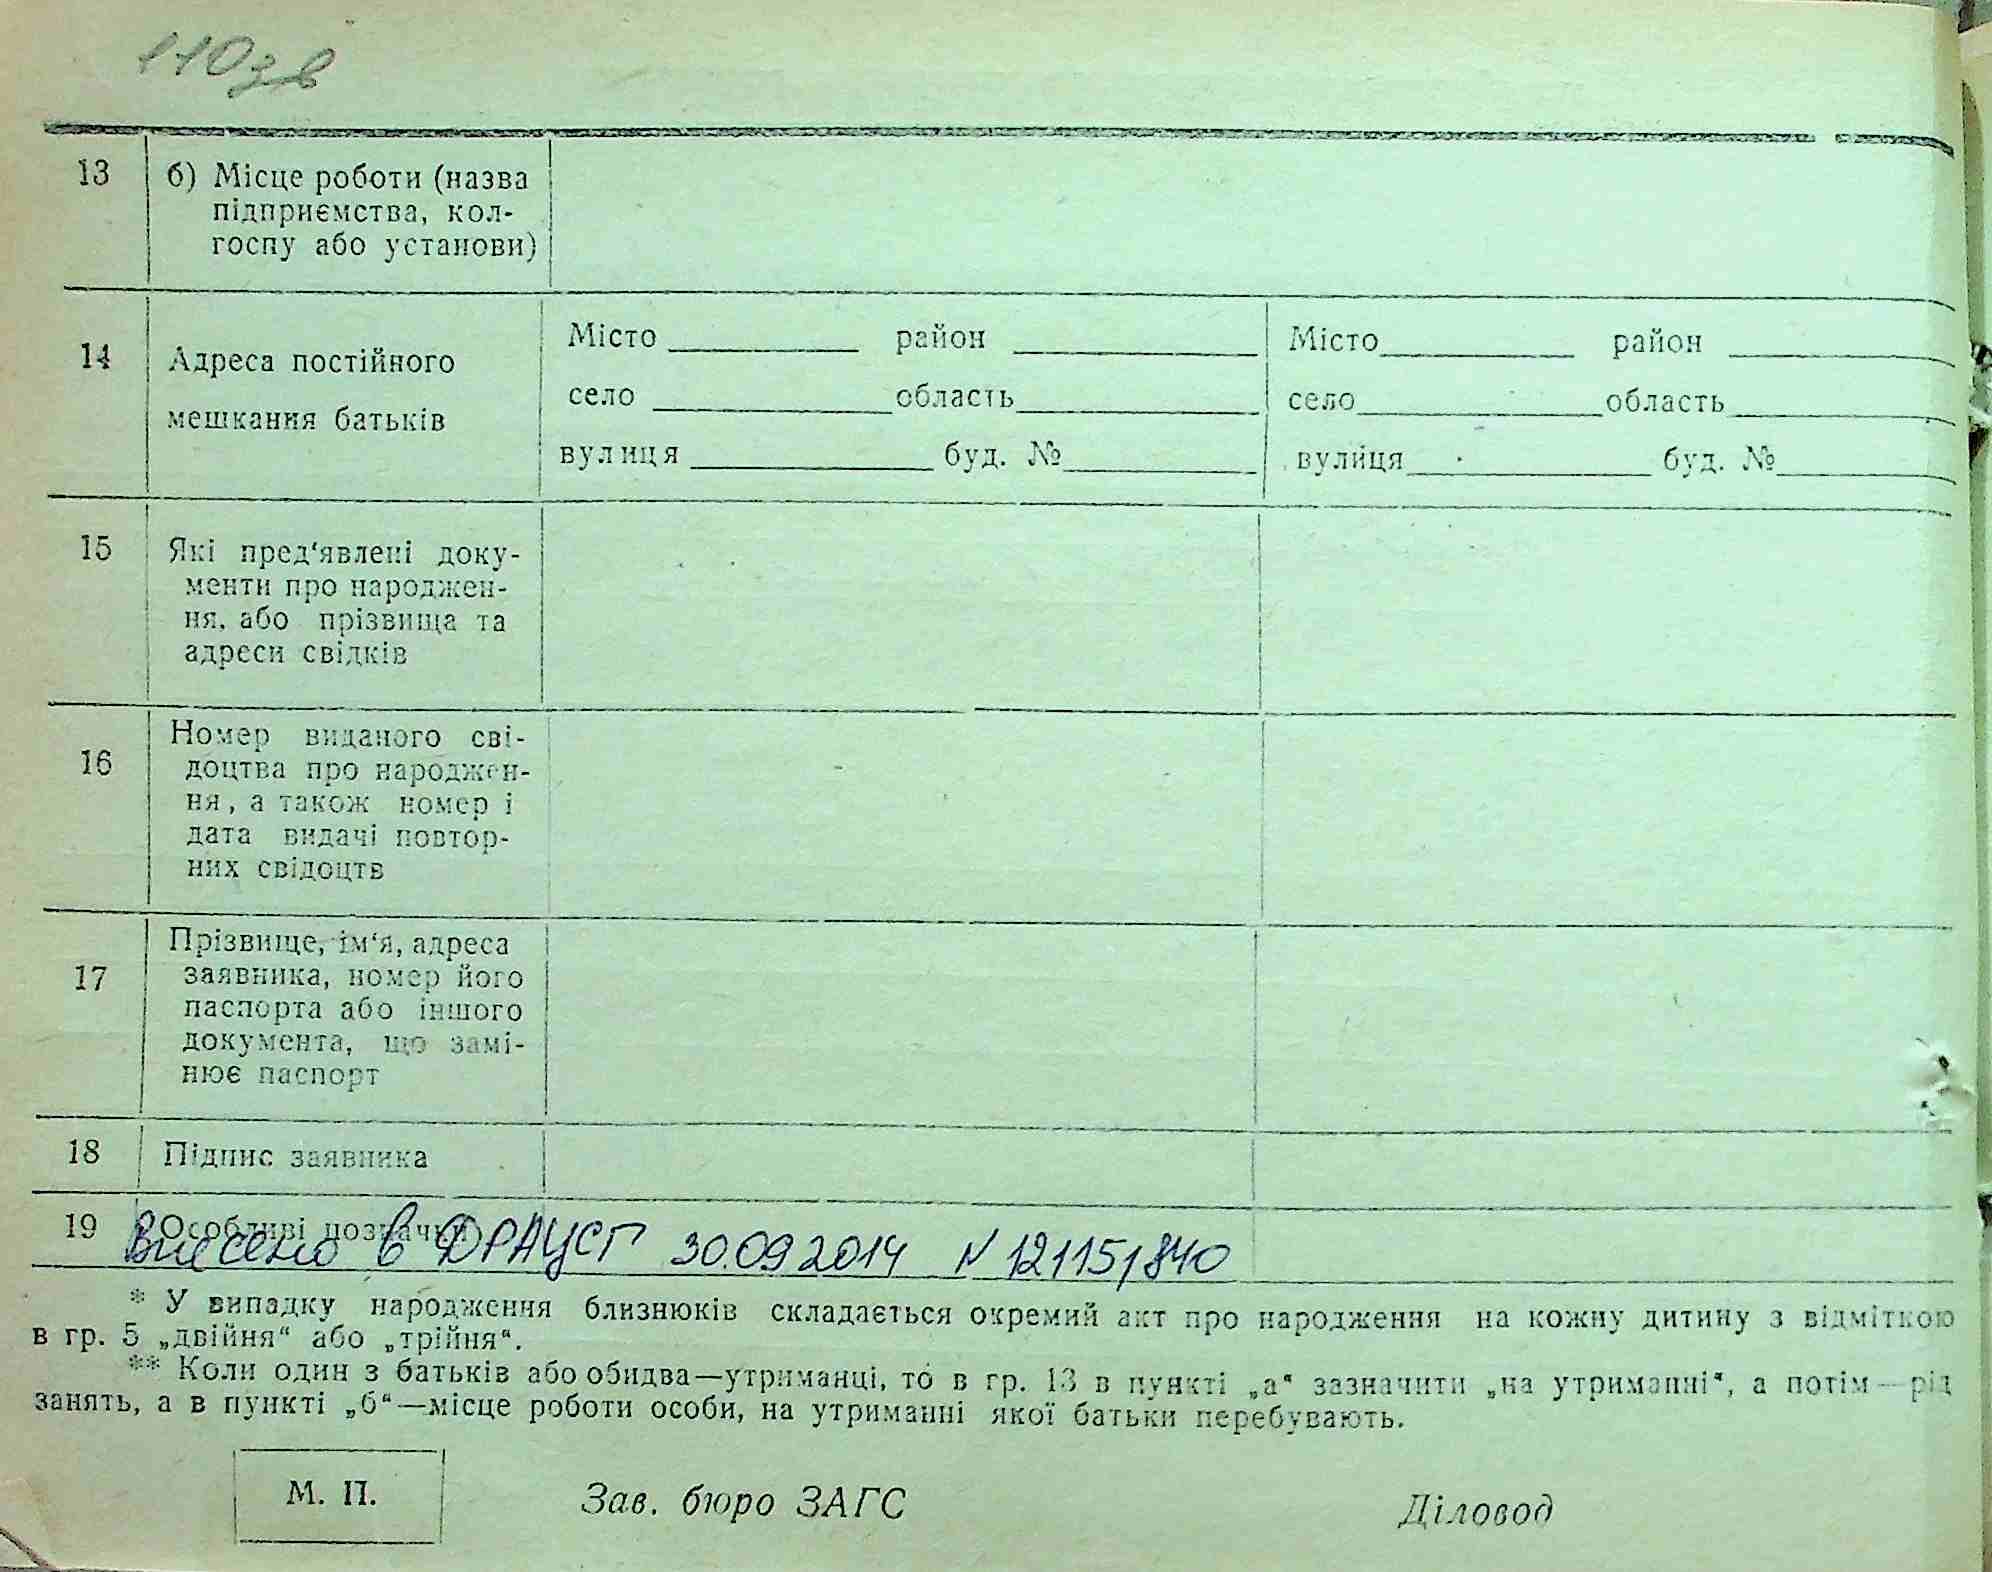 110зв
13 б) Місце роботи (назва
підприємства, кол-
госпу або установи)
14 Адреса постійного
мешкання батьків
Місто район Місто район
село область село область
вулиця буд. № вулиця буд. №
15 Які пред‘явлені доку-
менти про народжен-
ня, або прізвища та
адреси свідків
16 Номер виданого сві-
доцтва про народжен-
ня, а також номер і
дата видачі повтор-
них свідоцтв
17 Прізвище, ім‘я, адреса
заявника, номер його
паспорта або іншого
документа, що замі-
нює паспорт
18 Підпис заявника
19 Особливі позначки
Внесено в ДРАЦСГ 30.09.2014 N 121151840
* У випадку народження близнюків складається окремий акт про народження на кожну дитину з відміткою
в гр. 5 „двійня“ або „трійня“.
** Коли один з батьків або обидва—утриманці, то в гр. 13 в пункті „а“ зазначити „на утриманні“, а потім—рід
занять, а в пункті „б“—місце роботи особи, на утриманні якої батьки перебувають.
М. П. Зав. бюро ЗАГС Діловод